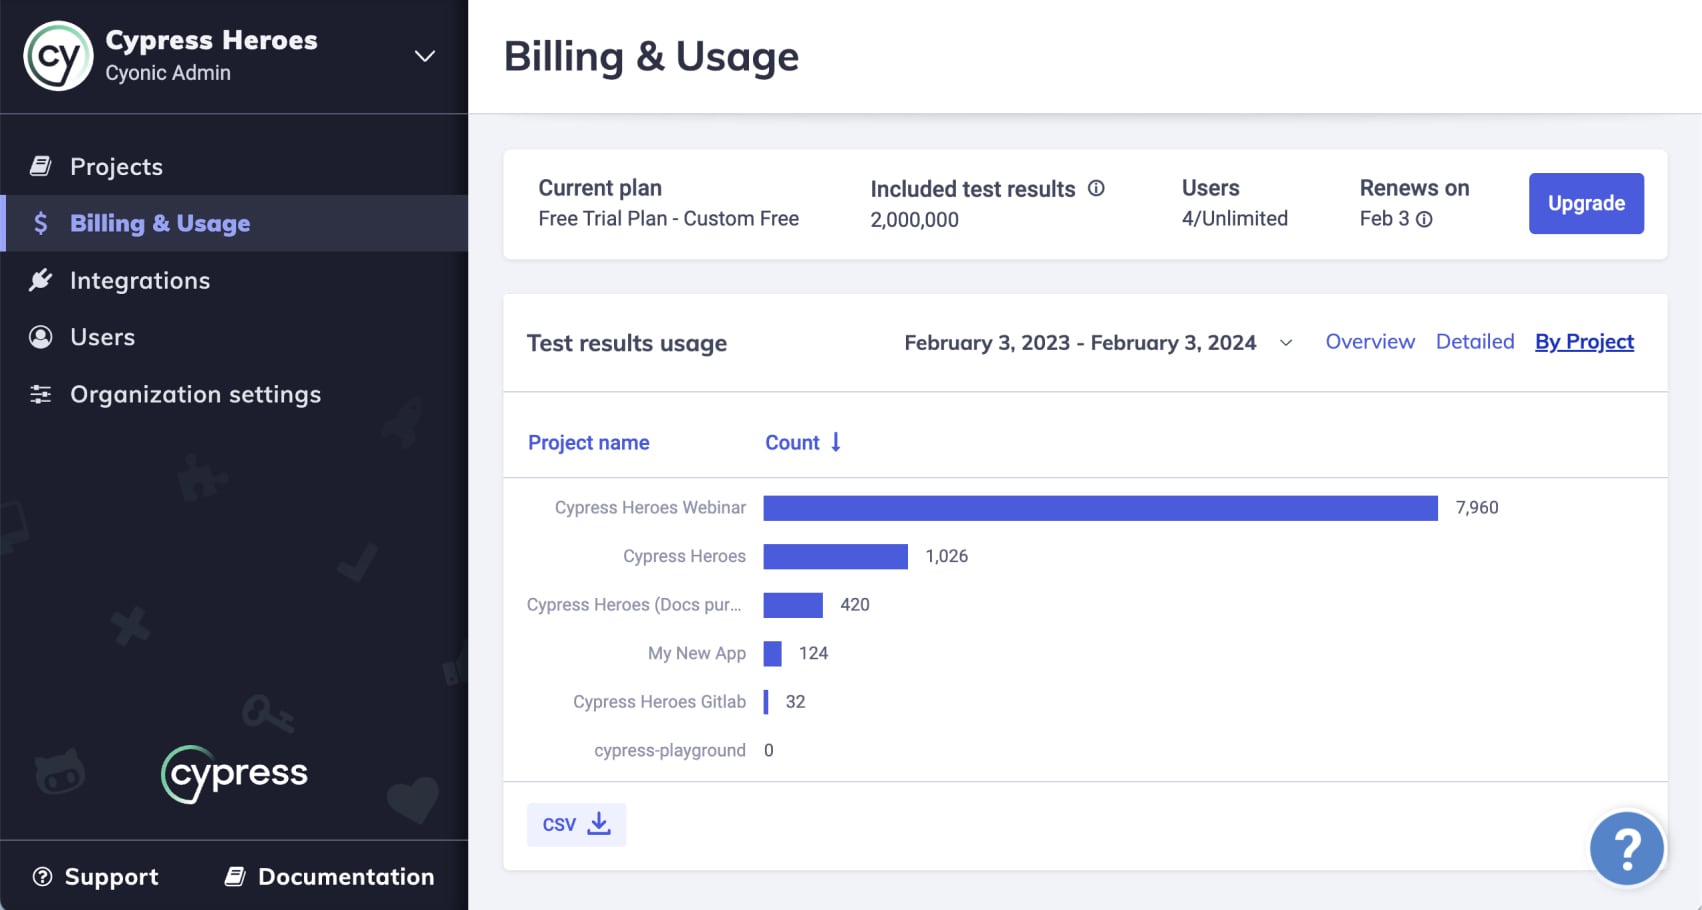 cy
Cypress Heroes
Cyonic Admin
Projects
$ Billing & Usage
Integrations
Users
Organization settings
cypress
Support
Documentation
Billing & Usage
Current plan
Free Trial Plan - Custom Free
Included test results
2,000,000
Users
4/Unlimited
Renews on
Feb 3
Upgrade
Test results usage
February 3, 2023 - February 3, 2024
Overview
Detailed
By Project
Project name
Count ↓
Cypress Heroes Webinar 7,960
Cypress Heroes 1,026
Cypress Heroes (Docs pur... 420
My New App 124
Cypress Heroes Gitlab 32
cypress-playground 0
CSV
?